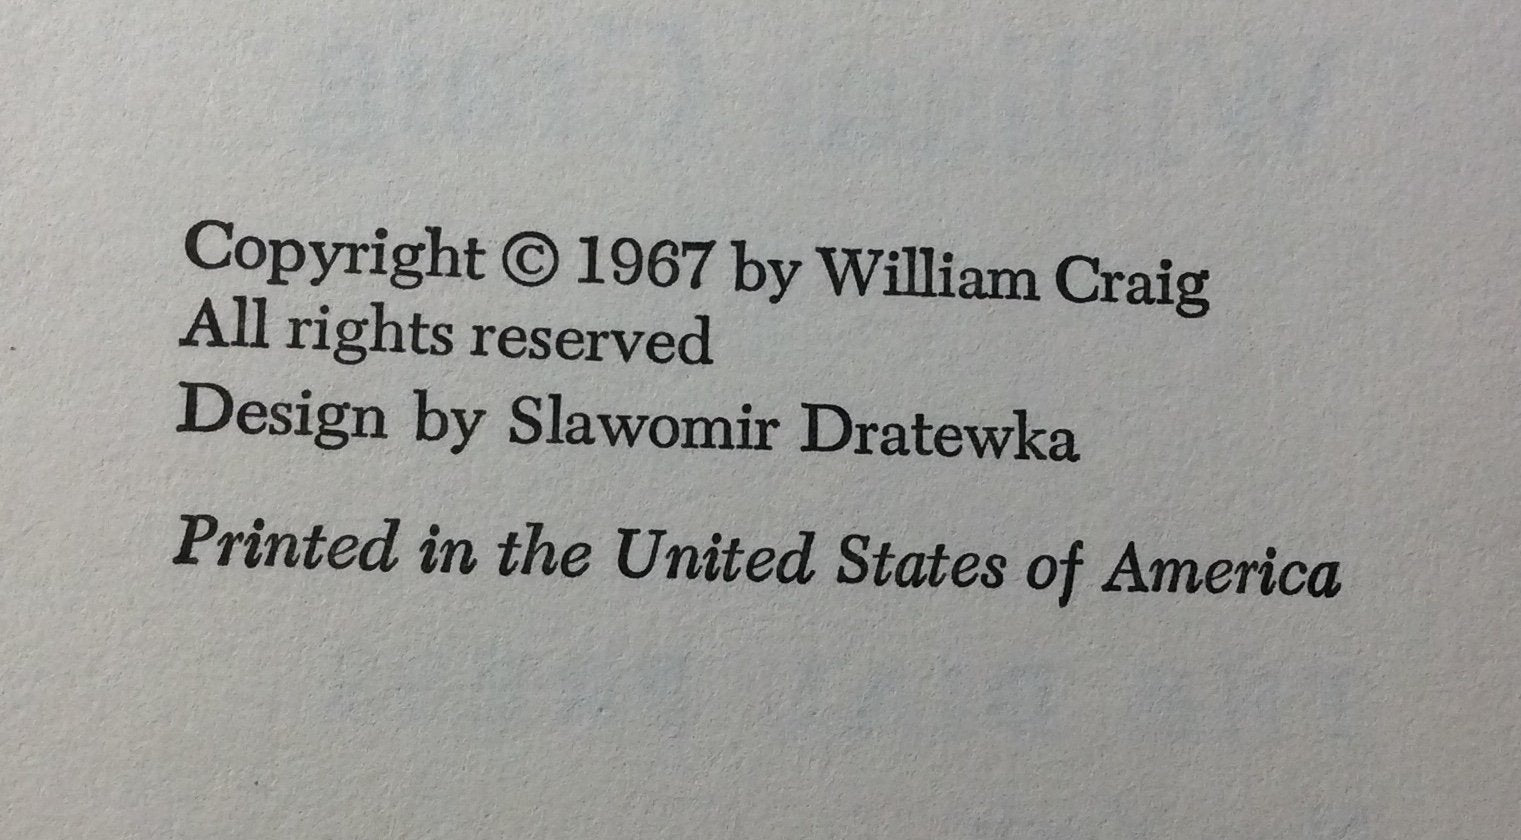 Copyright © 1967 by William Craig
All rights reserved
Design by Slawomir Dratewka
Printed in the United States of America